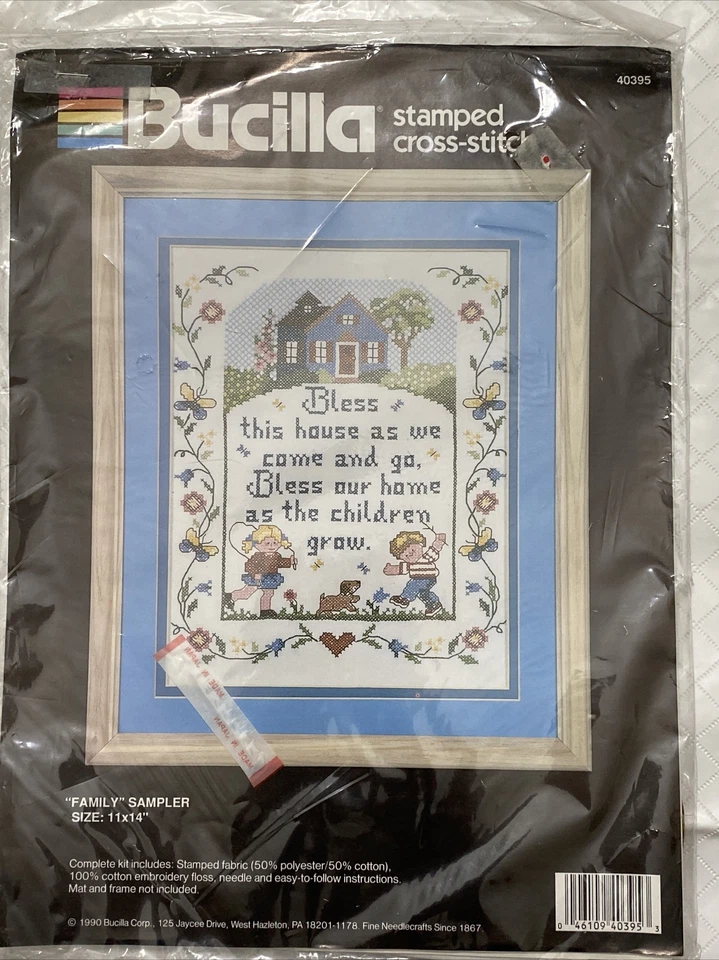 40395
Bucilla® stamped
cross-stitch
Bless
this house as we
come and go,
Bless our home
as the children
grow.
"FAMILY" SAMPLER
SIZE: 11x14"
Complete kit includes: Stamped fabric (50% polyester/50% cotton),
100% cotton embroidery floss, needle and easy-to-follow instructions.
Mat and frame not included.
© 1990 Bucilla Corp., 125 Jaycee Drive, West Hazleton, PA 18201-1178. Fine Needlecrafts Since 1867
0 46109 40395 3